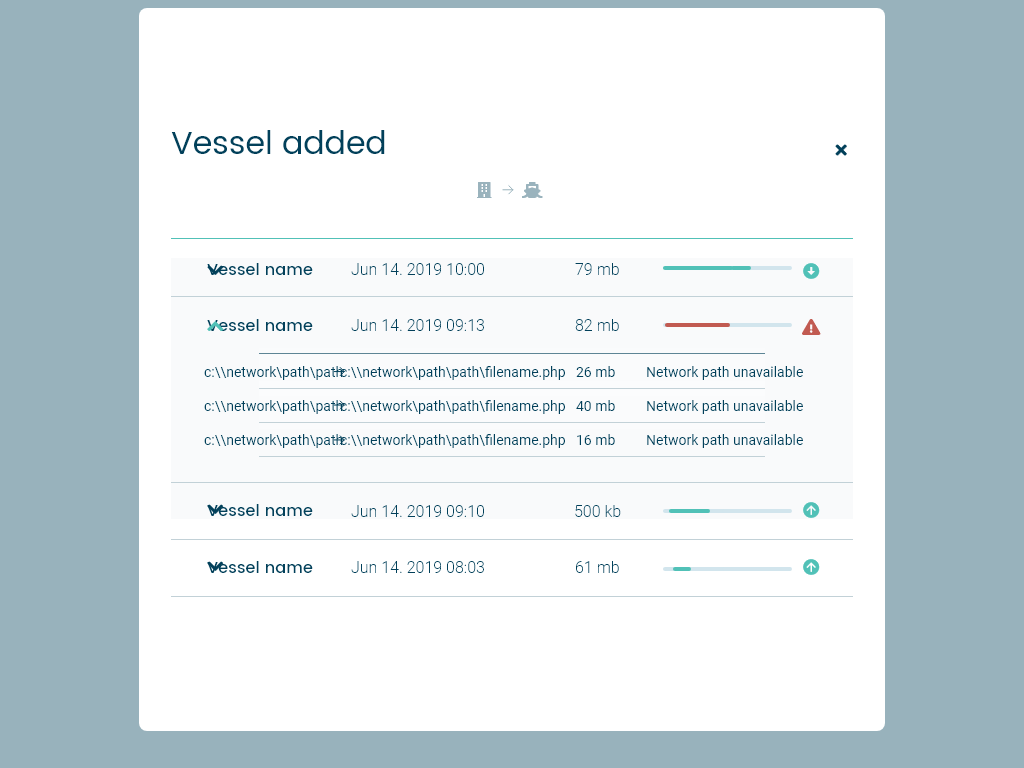 Vessel added
Vessel name Jun 14. 2019 10:00 79 mb
Vessel name Jun 14. 2019 09:13 82 mb
c:\\network\path\path c:\\network\path\path\filename.php 26 mb Network path unavailable
c:\\network\path\path c:\\network\path\path\filename.php 40 mb Network path unavailable
c:\\network\path\path c:\\network\path\path\filename.php 16 mb Network path unavailable
Vessel name Jun 14. 2019 09:10 500 kb
Vessel name Jun 14. 2019 08:03 61 mb